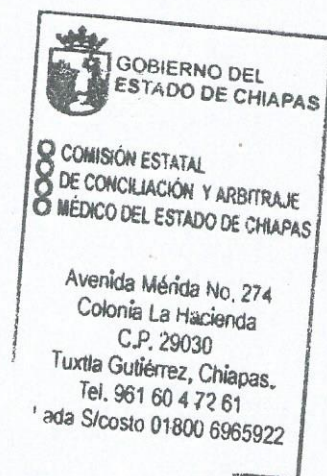 GOBIERNO DEL
ESTADO DE CHIAPAS
COMISIÓN ESTATAL
DE CONCILIACIÓN Y ARBITRAJE
MÉDICO DEL ESTADO DE CHIAPAS
Avenida Mérida No. 274
Colonia La Hacienda
C.P. 29030
Tuxtla Gutiérrez, Chiapas.
Tel. 961 60 4 72 61
ada S/costo 01800 6965922